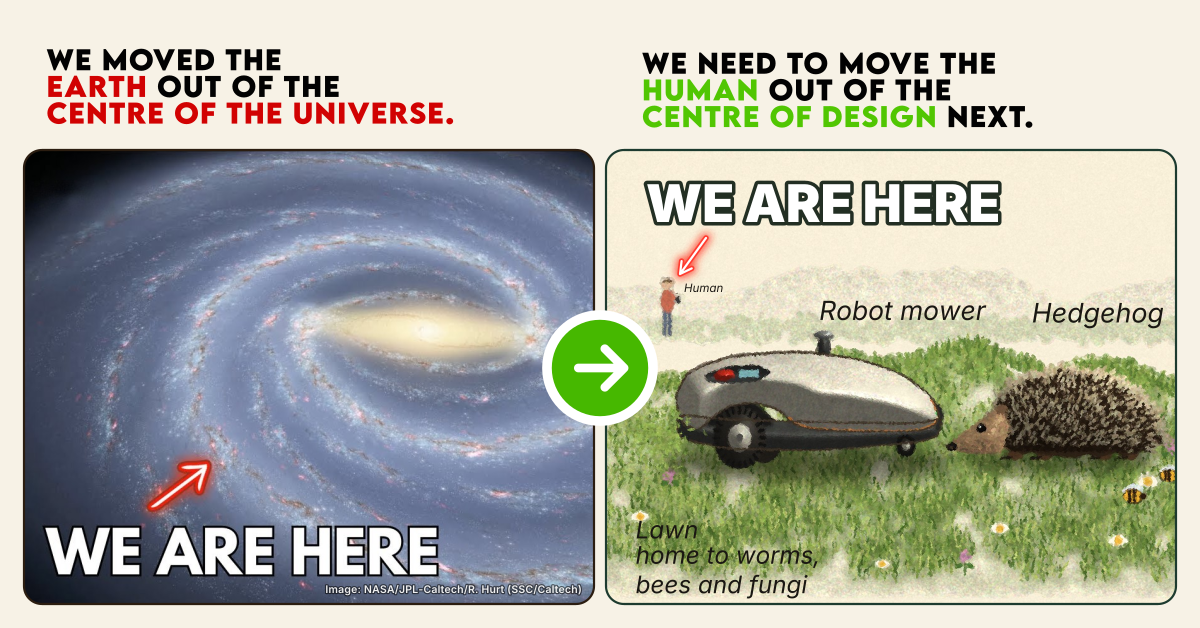 WE MOVED THE
EARTH OUT OF THE
CENTRE OF THE UNIVERSE.
WE ARE HERE
Image: NASA/JPL-Caltech/R. Hurt (SSC/Caltech)
WE NEED TO MOVE THE
HUMAN OUT OF THE
CENTRE OF DESIGN NEXT.
WE ARE HERE
Human
Robot mower
Hedgehog
Lawn
home to worms,
bees and fungi